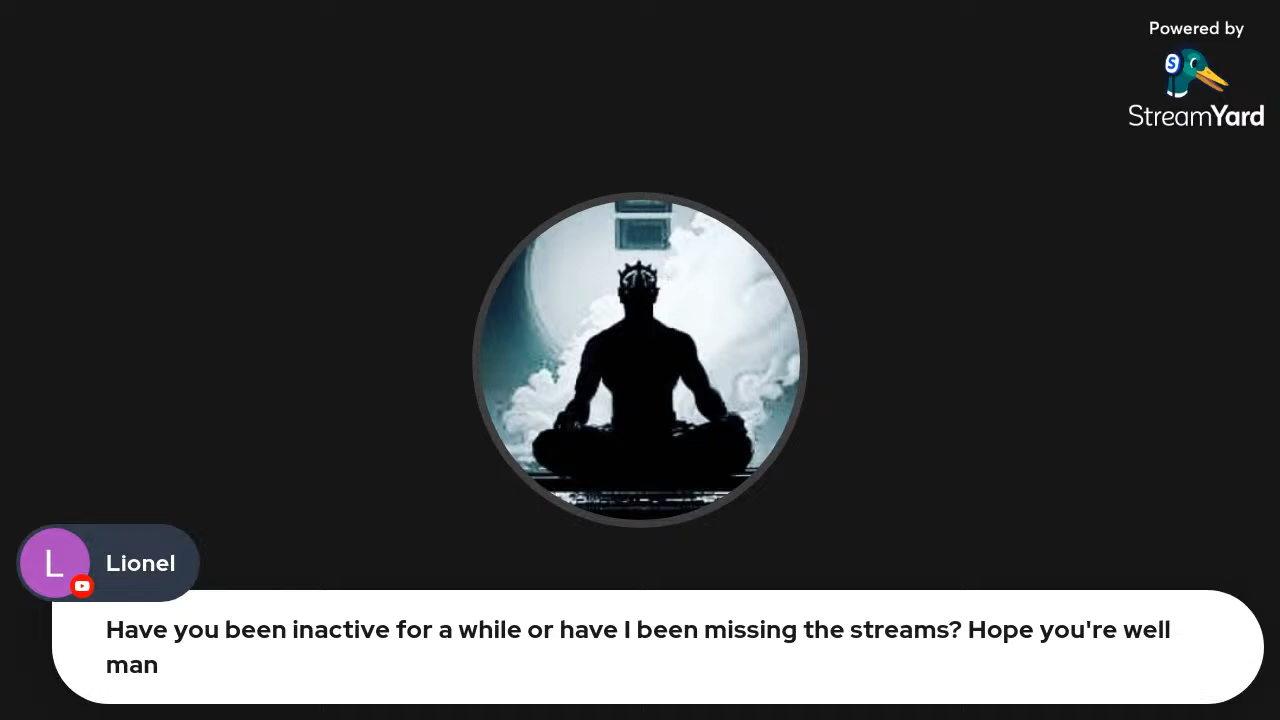 Powered by
S
StreamYard
L
Lionel
Have you been inactive for a while or have I been missing the streams? Hope you're well
man